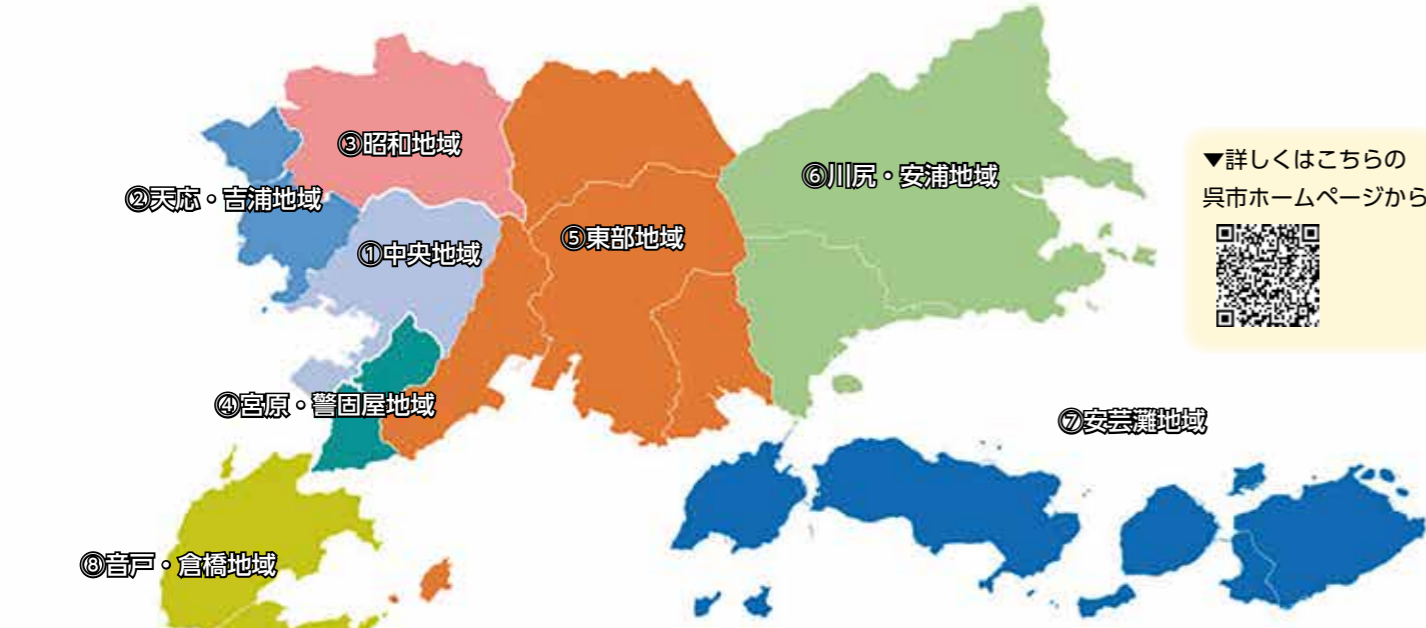 ③昭和地域
⑥川尻・安浦地域
▼詳しくはこちらの
呉市ホームページから
②天応・吉浦地域
⑤東部地域
①中央地域
④宮原・警固屋地域
⑦安芸灘地域
⑧音戸・倉橋地域